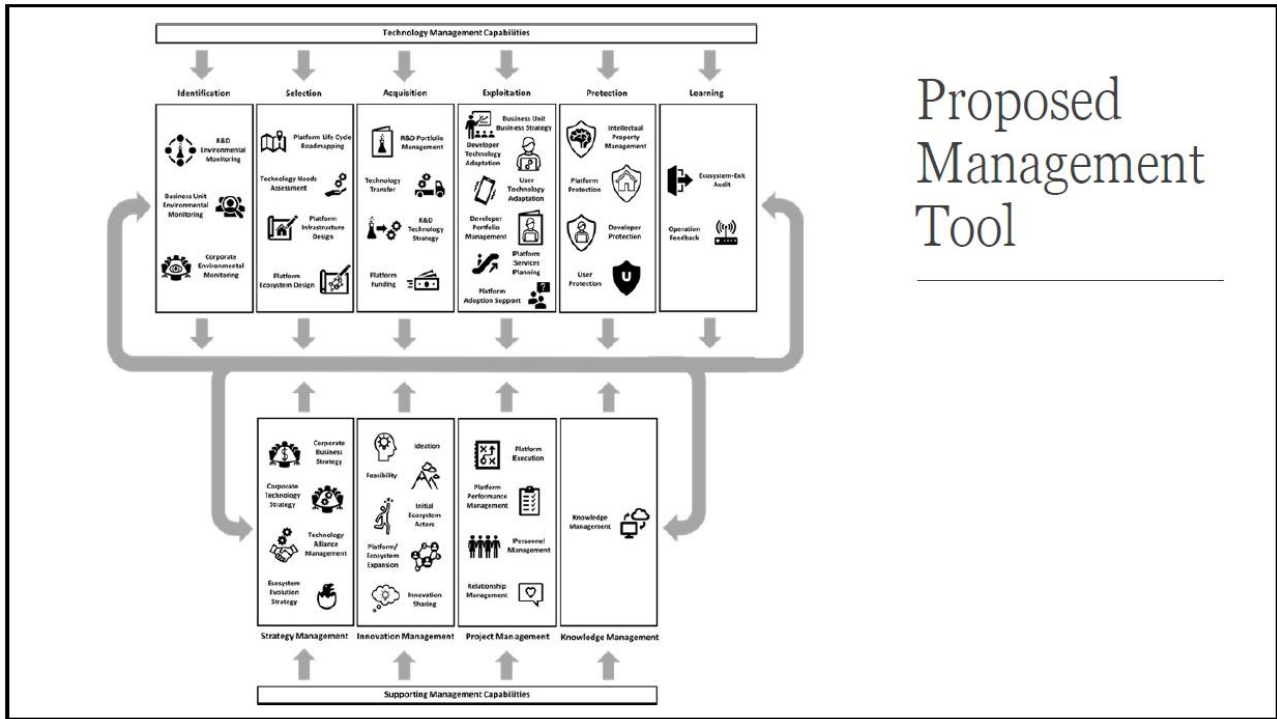 Technology Management Capabilities
Identification
Selection
Acquisition
Exploitation
Protection
Learning
R&D
Environmental
Monitoring
Business Unit
Environmental
Monitoring
Corporate
Environmental
Monitoring
Platform Life Cycle
Roadmapping
Technology Needs
Assessment
Platform
Infrastructure
Design
Platform
Ecosystem Design
R&D Portfolio
Management
Technology
Transfer
R&D
Technology
Strategy
Platform
Funding
Business Unit
Business Strategy
Developer
Technology
Adaptation
User
Technology
Adaptation
Developer
Portfolio
Management
Platform
Services
Planning
Platform
Adoption Support
?
Intellectual
Property
Management
Platform
Protection
Developer
Protection
User
Protection
U
Ecosystem-Exit
Audit
Operation
Feedback
Proposed
Management
Tool
$
Corporate
Business
Strategy
Corporate
Technology
Strategy
Technology
Alliance
Management
Ecosystem
Evolution
Strategy
Ideation
Feasibility
Initial
Ecosystem
Actors
Platform/
Ecosystem
Expansion
Innovation
Sharing
Platform
Execution
Platform
Performance
Management
Personnel
Management
Relationship
Management
Knowledge
Management
Strategy Management
Innovation Management
Project Management
Knowledge Management
Supporting Management Capabilities